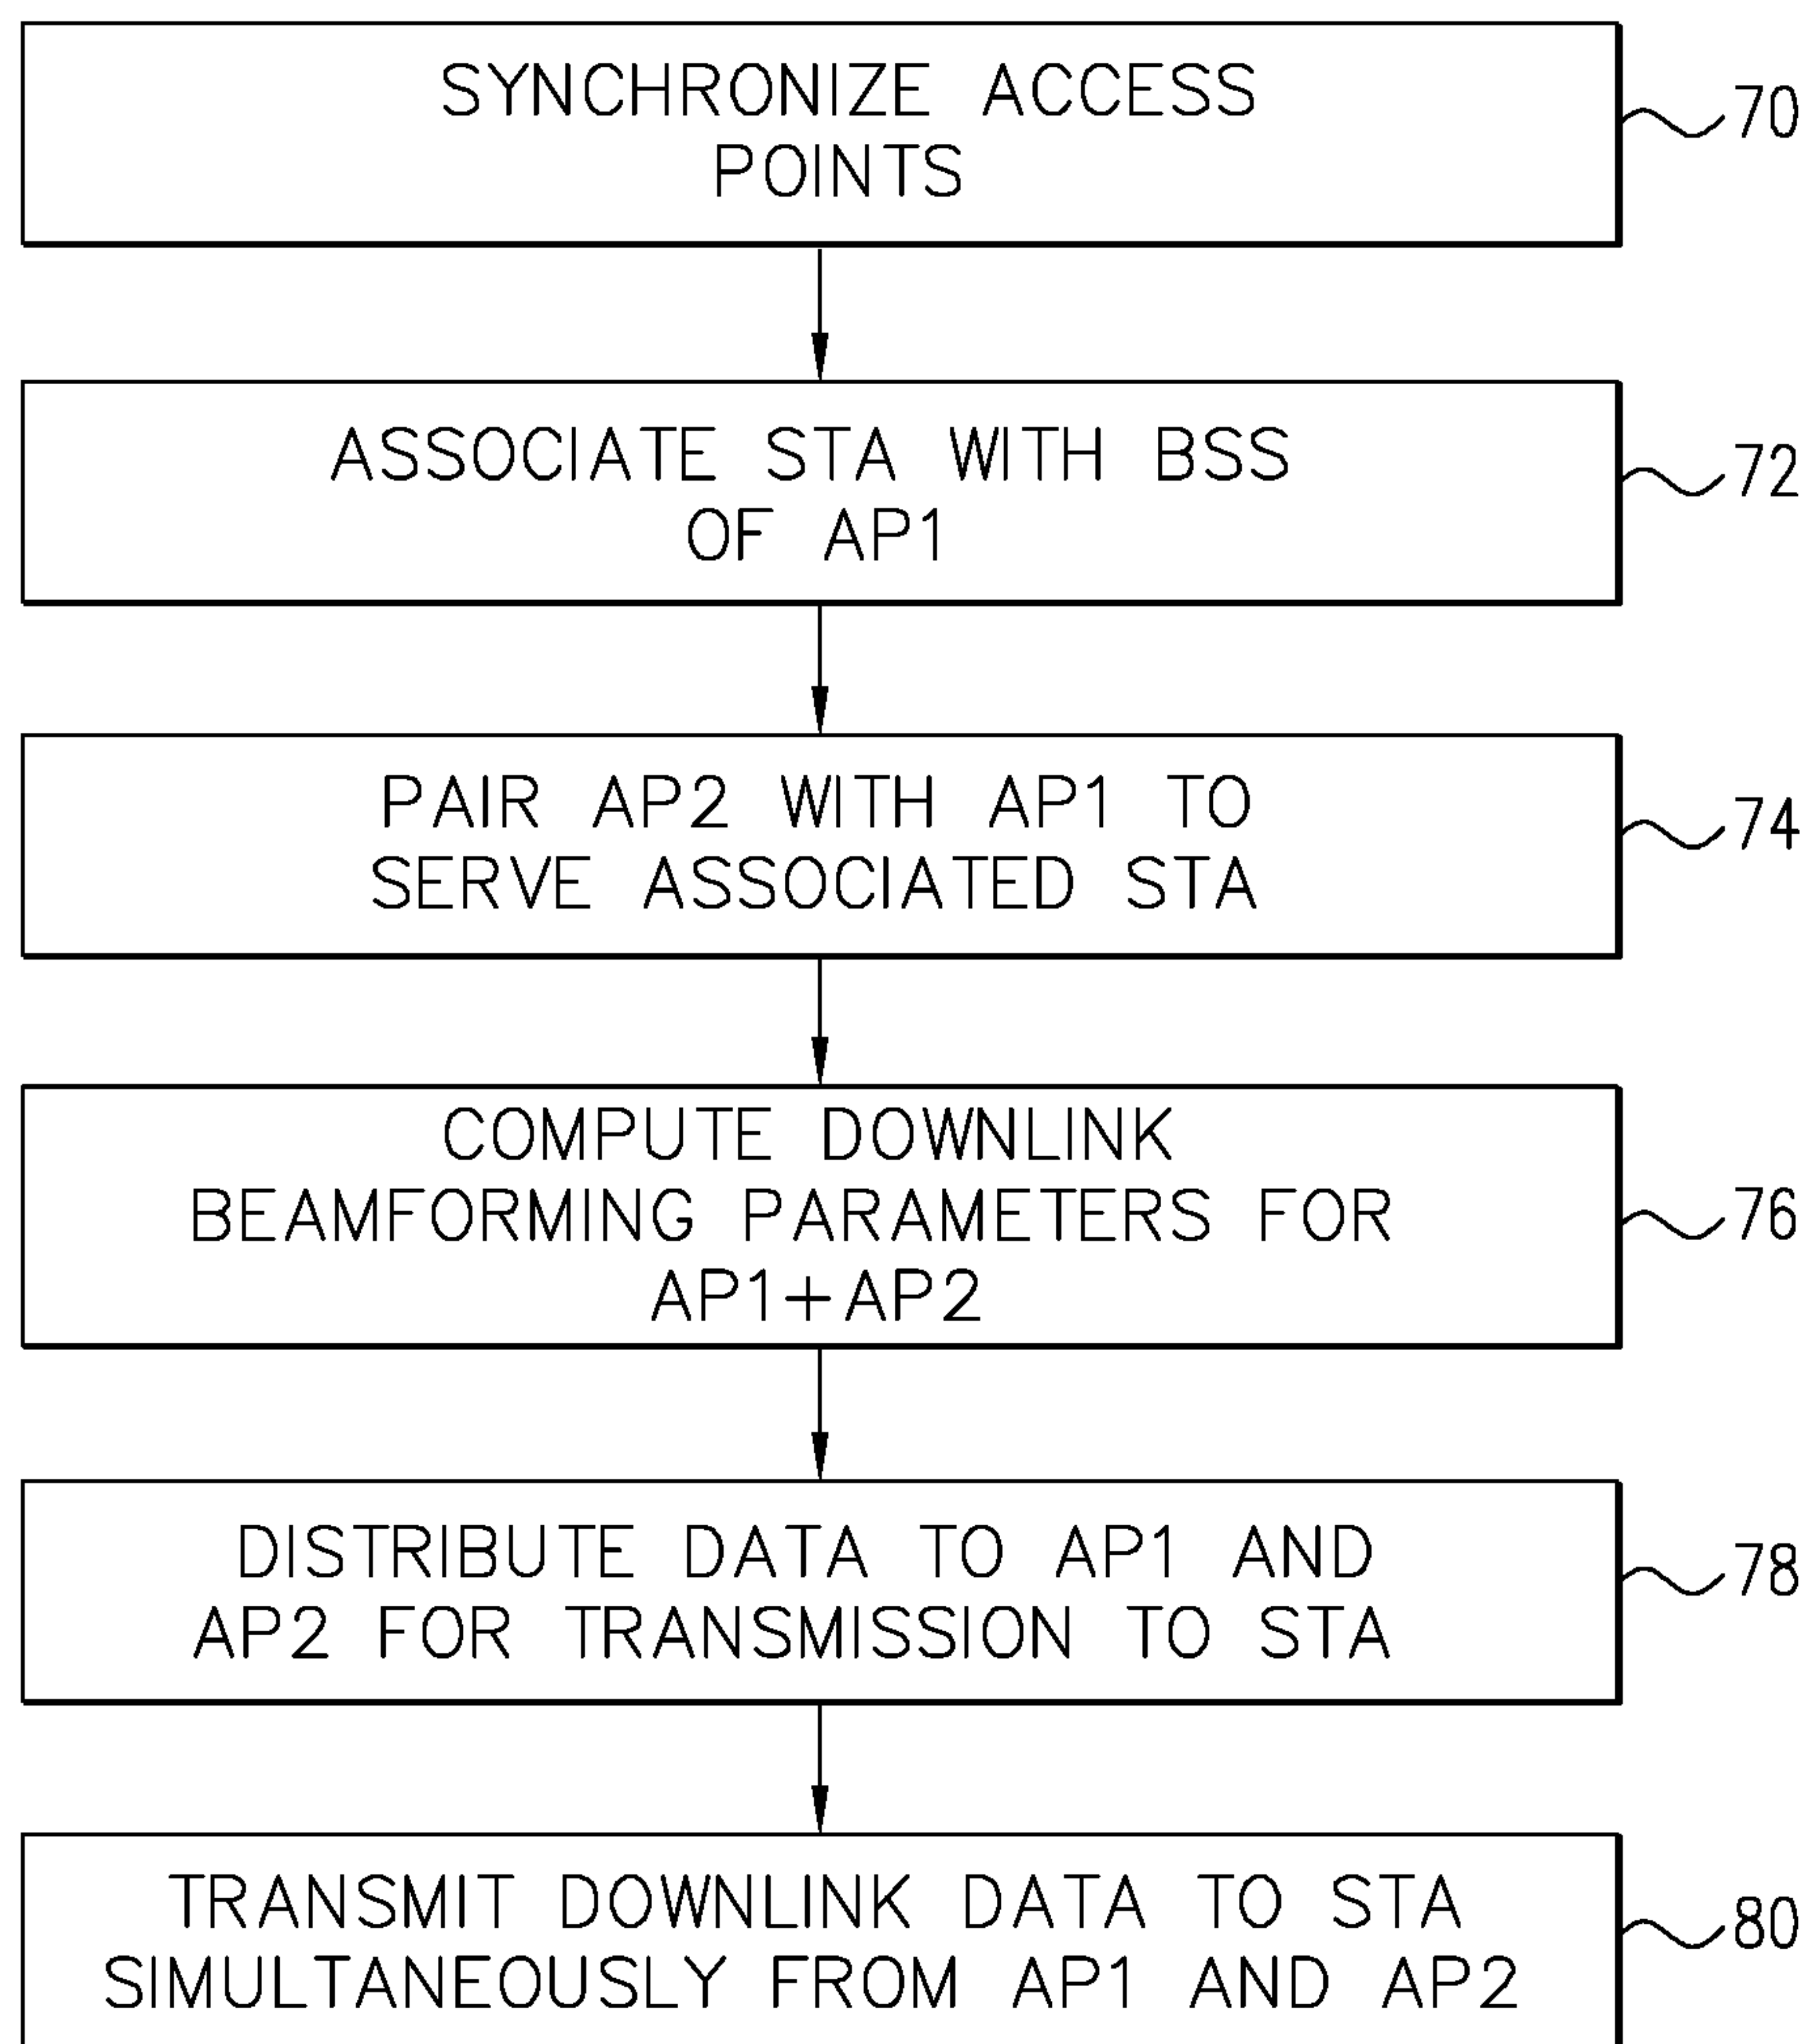 SYNCHRONIZE ACCESS
POINTS
70
ASSOCIATE STA WITH BSS
OF AP1
72
PAIR AP2 WITH AP1 TO
SERVE ASSOCIATED STA
74
COMPUTE DOWNLINK
BEAMFORMING PARAMETERS FOR
AP1+AP2
76
DISTRIBUTE DATA TO AP1 AND
AP2 FOR TRANSMISSION TO STA
78
TRANSMIT DOWNLINK DATA TO STA
SIMULTANEOUSLY FROM AP1 AND AP2
80